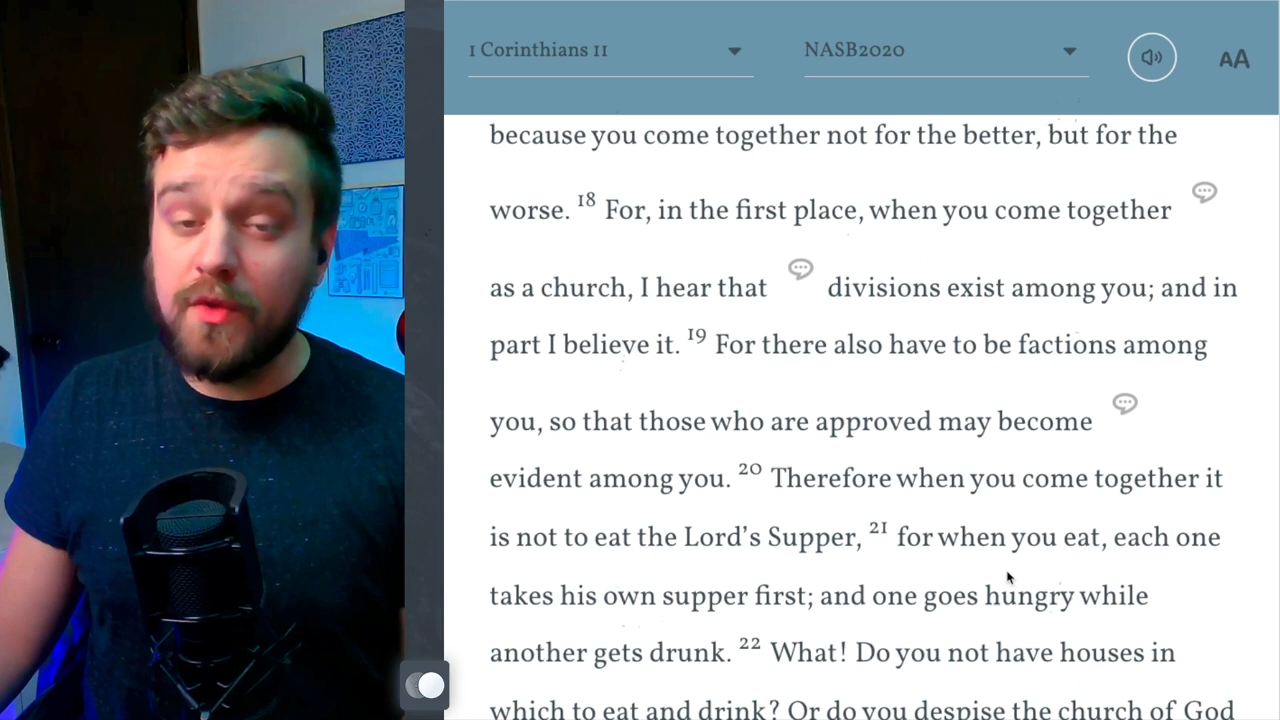 1 Corinthians 11
NASB2020
AA
because you come together not for the better, but for the
worse. 18 For, in the first place, when you come together
as a church, I hear that divisions exist among you; and in
part I believe it. 19 For there also have to be factions among
you, so that those who are approved may become
evident among you. 20 Therefore when you come together it
is not to eat the Lord’s Supper, 21 for when you eat, each one
takes his own supper first; and one goes hungry while
another gets drunk. 22 What! Do you not have houses in
which to eat and drink? Or do you despise the church of God